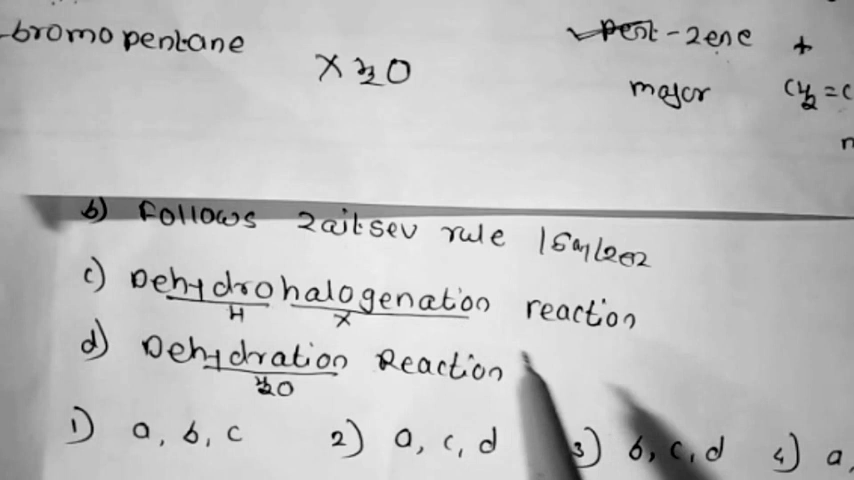 -bromopentane
Pent-2ene +
X H2O
major CH2=C
b) Follows Zaitsev rule
c) Dehydrohalogenation reaction
H X
d) Dehydration Reaction
H2O
1) a, b, c 2) a, c, d 3) b, c, d 4) a,